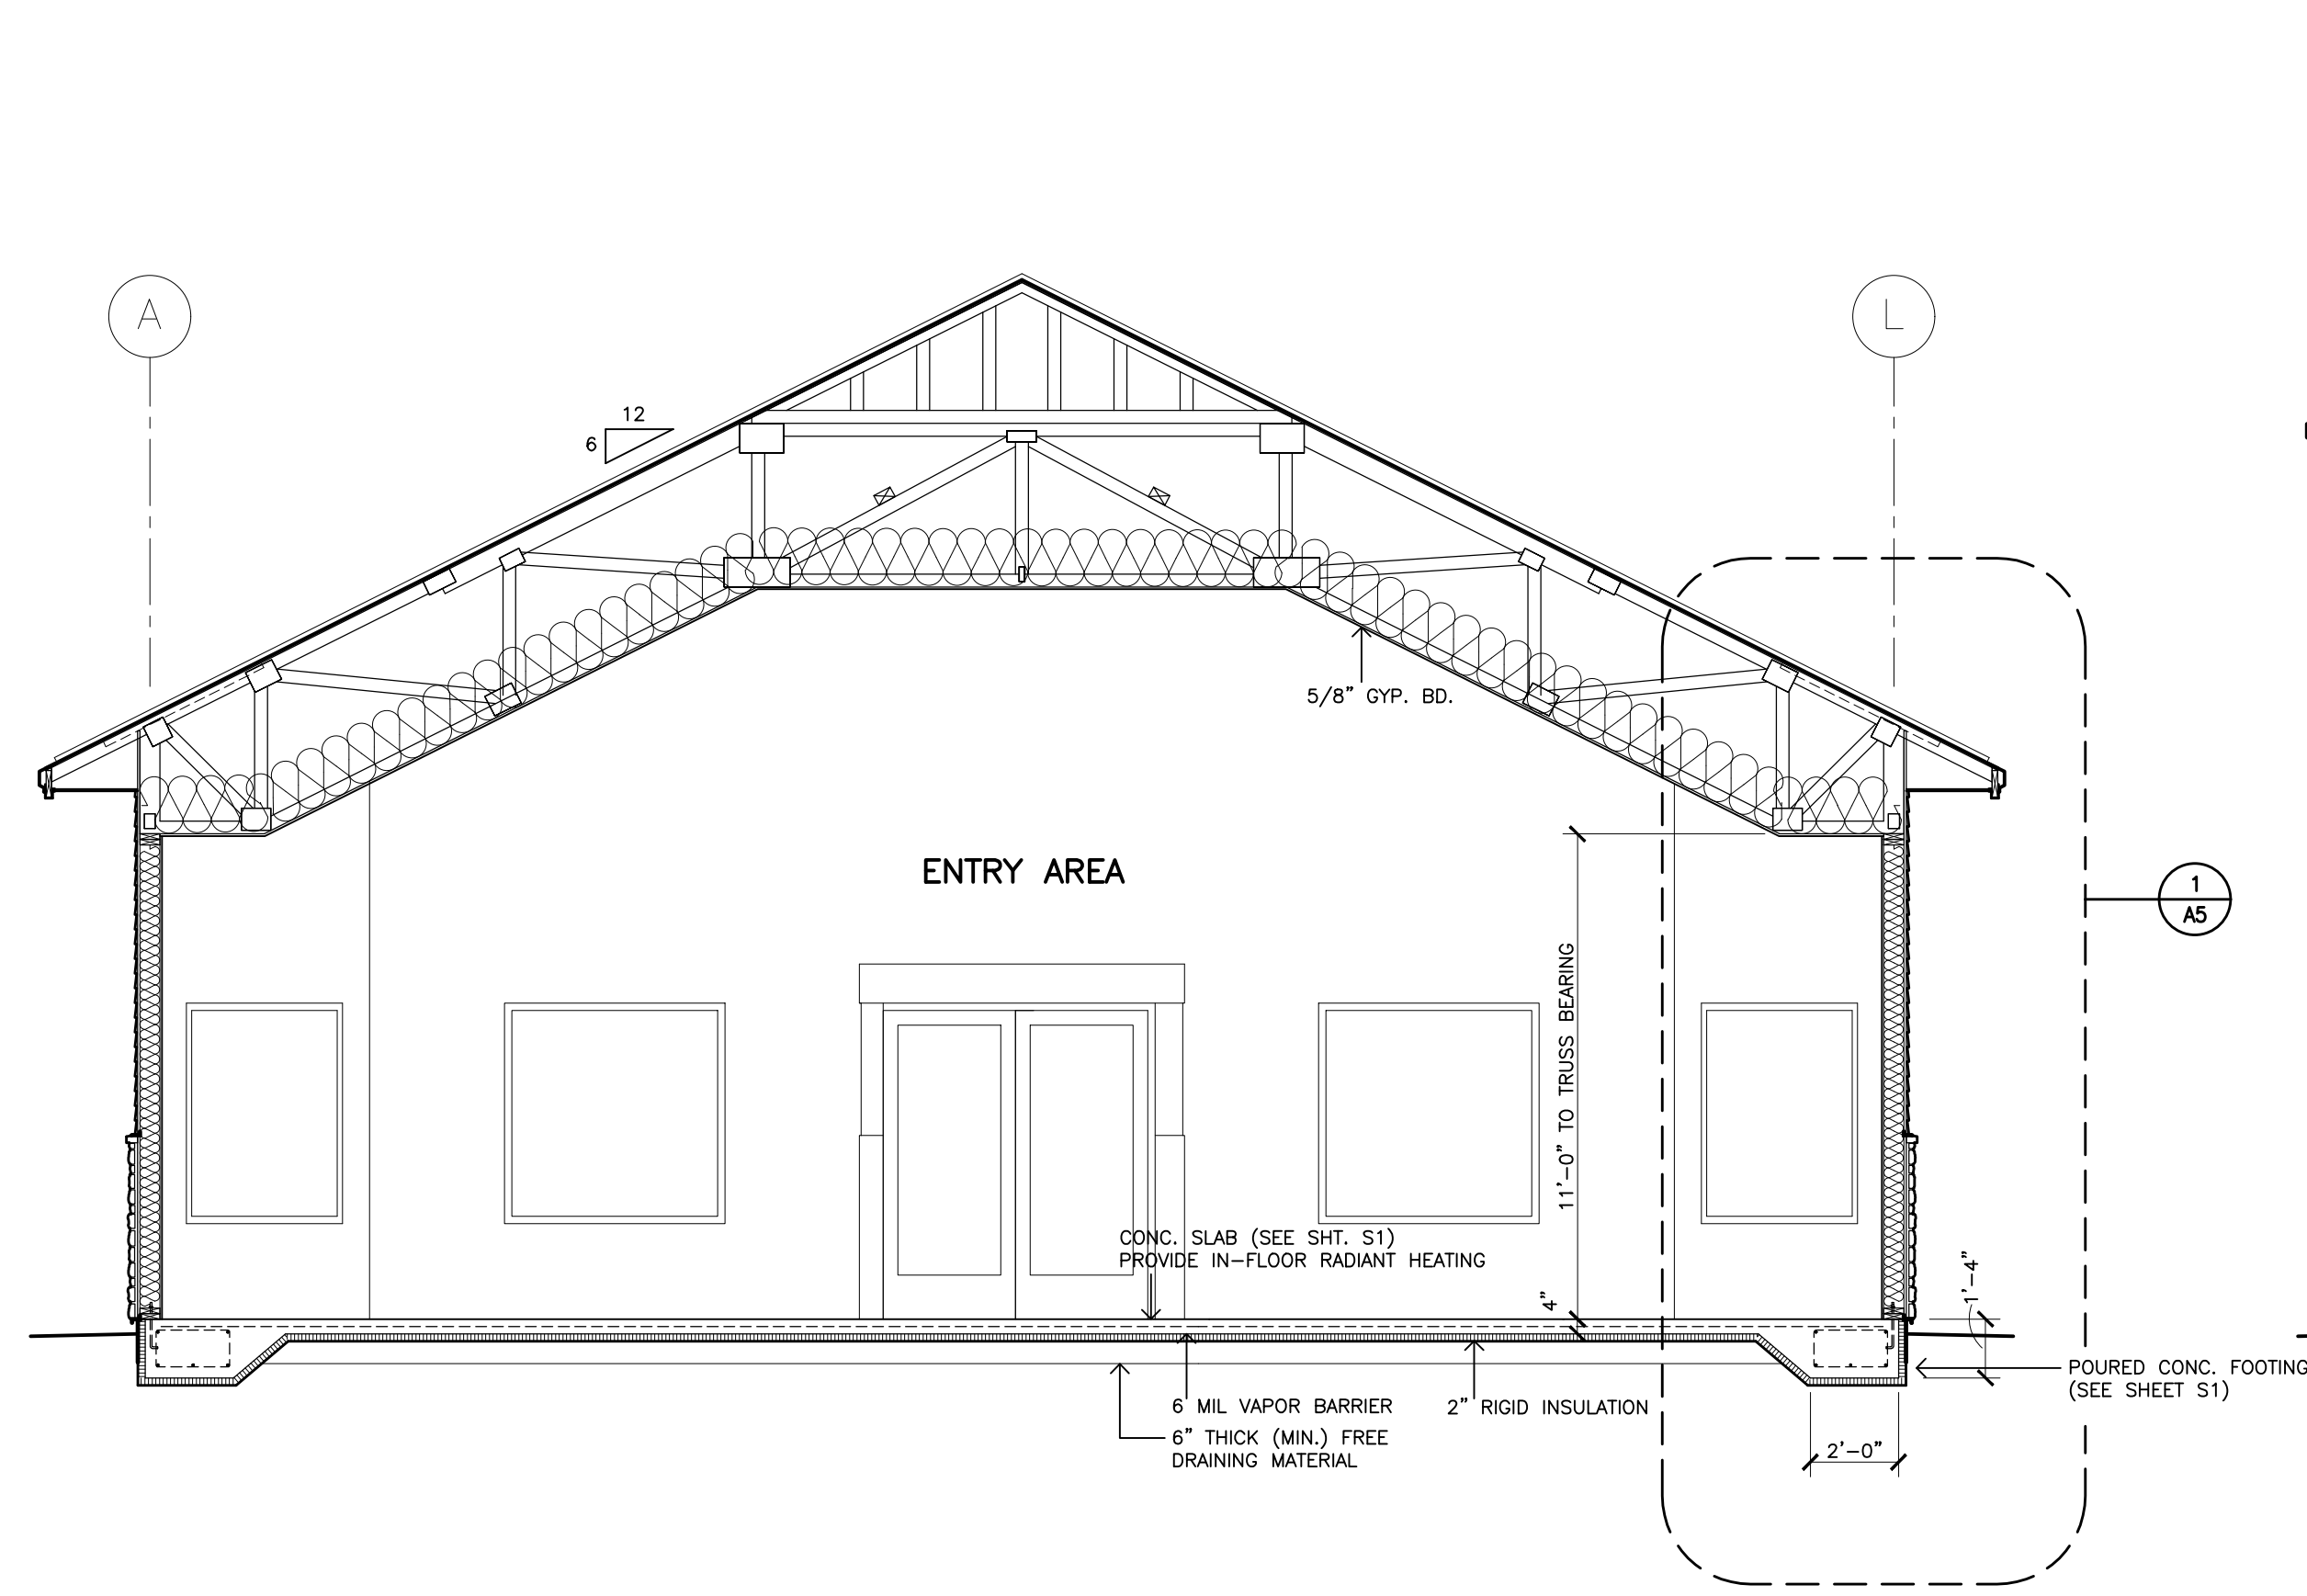 A
L
12
6
5/8" GYP. BD.
ENTRY AREA
1
A5
11'-0" TO TRUSS BEARING
CONC. SLAB (SEE SHT. S1)
PROVIDE IN-FLOOR RADIANT HEATING
4"
1'-4"
POURED CONC. FOOTING
(SEE SHEET S1)
6 MIL VAPOR BARRIER
2" RIGID INSULATION
6" THICK (MIN.) FREE
DRAINING MATERIAL
2'-0"